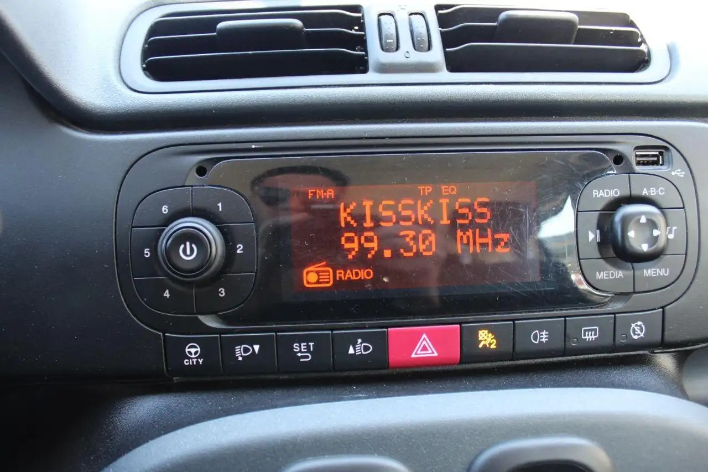 FM-A TP EQ
KISSKISS
99.30 MHz
RADIO
6 1
5 2
4 3
RADIO A·B·C
MEDIA MENU
CITY
SET
2